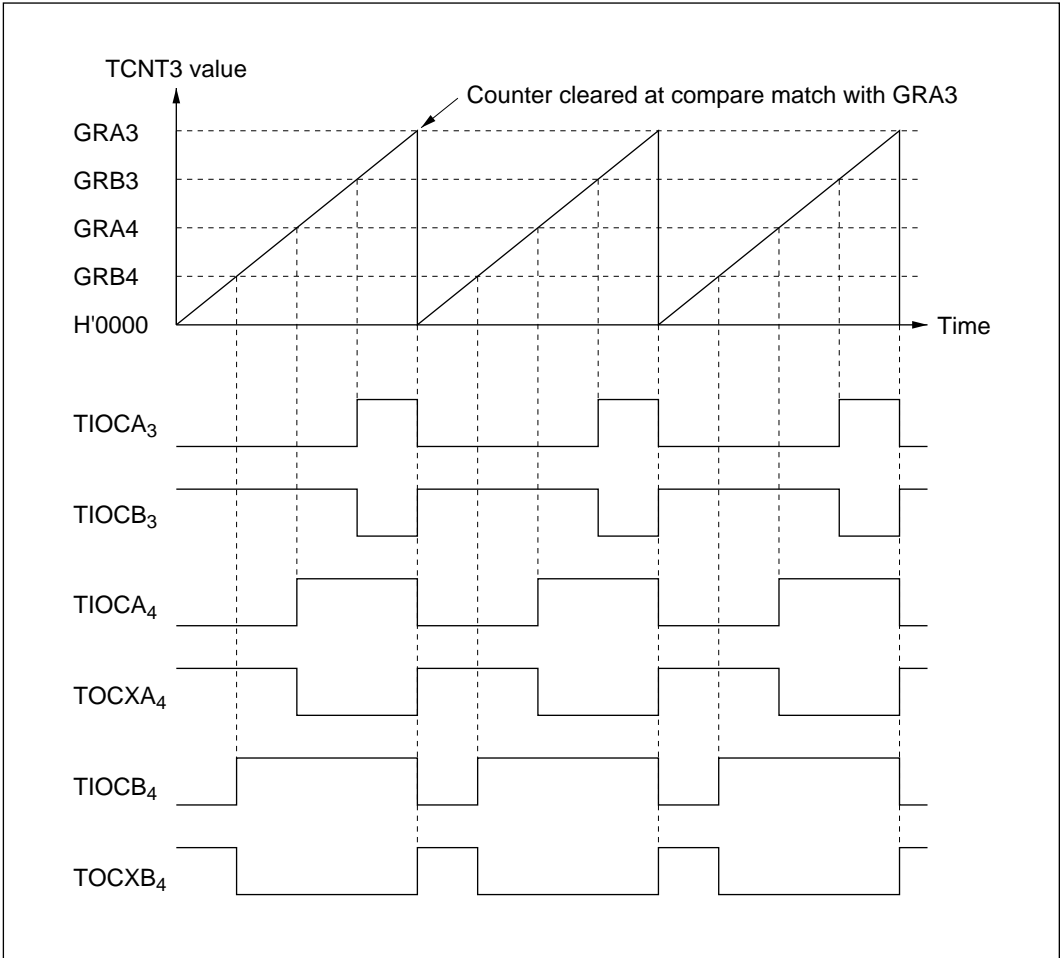 TCNT3 value
Counter cleared at compare match with GRA3
GRA3
GRB3
GRA4
GRB4
H'0000
Time
TIOCA₃
TIOCB₃
TIOCA₄
TOCXA₄
TIOCB₄
TOCXB₄